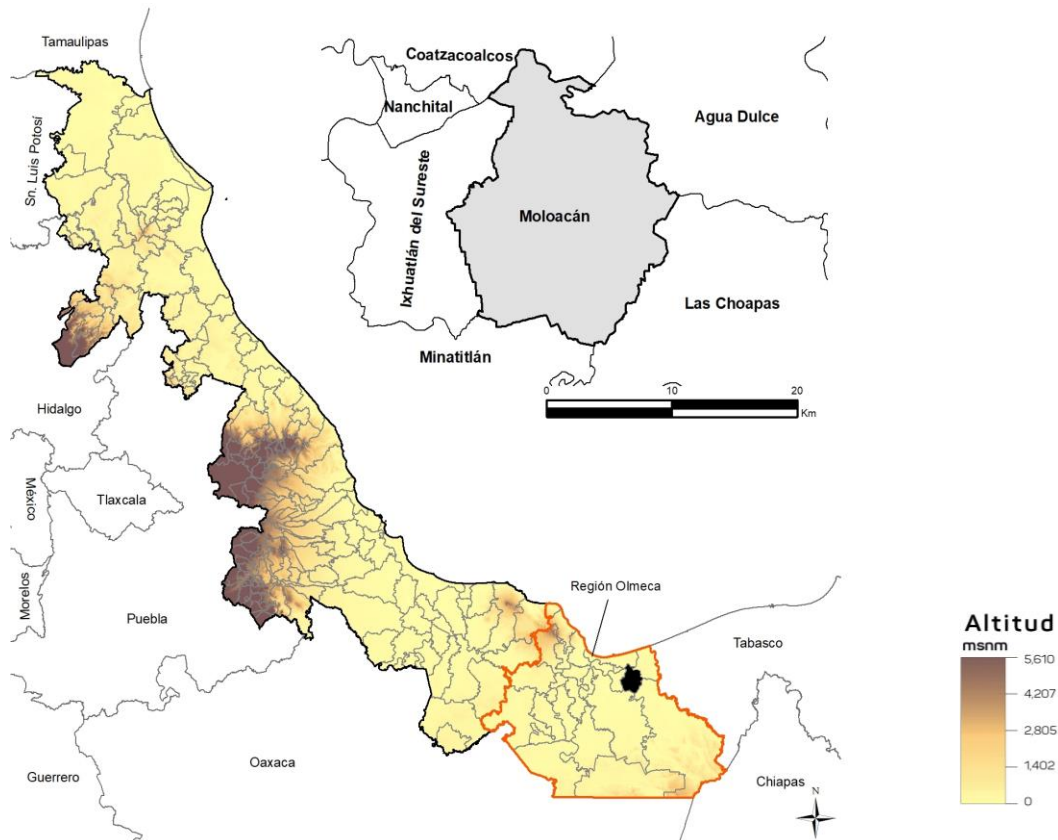 Tamaulipas
Sn. Luis Potosí
Hidalgo
México
Tlaxcala
Morelos
Puebla
Guerrero
Oaxaca
Región Olmeca
Tabasco
Chiapas
N
Coatzacoalcos
Nanchital
Agua Dulce
Ixhuatlán del Sureste
Moloacán
Las Choapas
Minatitlán
0 10 20
Km
Altitud
msnm
5,610
4,207
2,805
1402
0